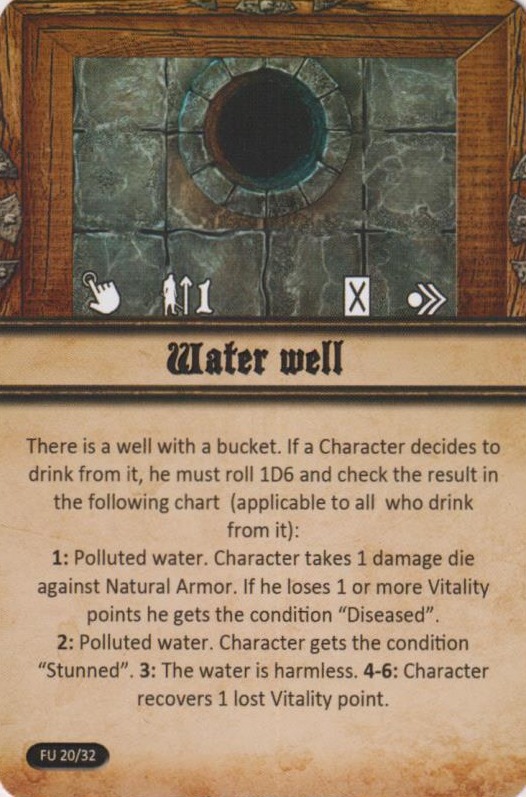 1
X
Water well
There is a well with a bucket. If a Character decides to
drink from it, he must roll 1D6 and check the result in
the following chart (applicable to all who drink
from it):
1: Polluted water. Character takes 1 damage die
against Natural Armor. If he loses 1 or more Vitality
points he gets the condition “Diseased”.
2: Polluted water. Character gets the condition
“Stunned”. 3: The water is harmless. 4-6: Character
recovers 1 lost Vitality point.
FU 20/32